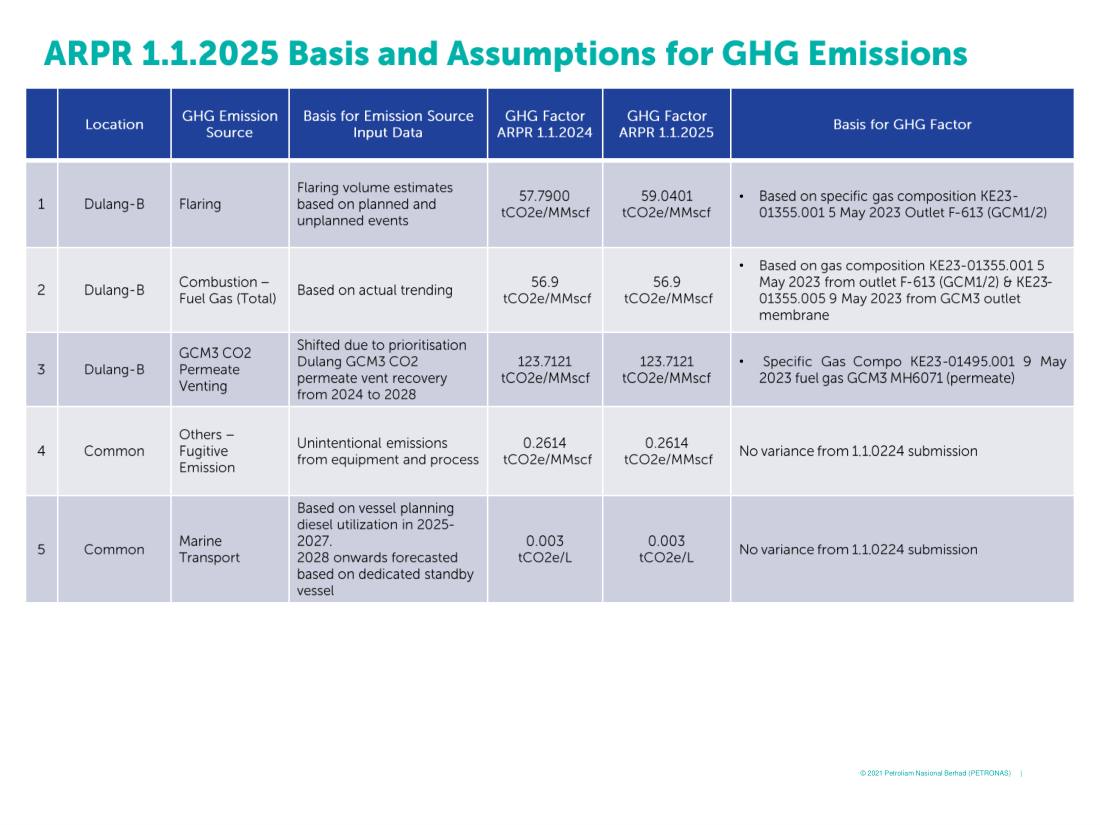 ARPR 1.1.2025 Basis and Assumptions for GHG Emissions
Location
GHG Emission
Source
Basis for Emission Source
Input Data
GHG Factor
ARPR 1.1.2024
GHG Factor
ARPR 1.1.2025
Basis for GHG Factor
1
Dulang-B
Flaring
Flaring volume estimates
based on planned and
unplanned events
57.7900
tCO2e/MMscf
59.0401
tCO2e/MMscf
• Based on specific gas composition KE23-
01355.001 5 May 2023 Outlet F-613 (GCM1/2)
2
Dulang-B
Combustion –
Fuel Gas (Total)
Based on actual trending
56.9
tCO2e/MMscf
56.9
tCO2e/MMscf
• Based on gas composition KE23-01355.001 5
May 2023 from outlet F-613 (GCM1/2) & KE23-
01355.005 9 May 2023 from GCM3 outlet
membrane
3
Dulang-B
GCM3 CO2
Permeate
Venting
Shifted due to prioritisation
Dulang GCM3 CO2
permeate vent recovery
from 2024 to 2028
123.7121
tCO2e/MMscf
123.7121
tCO2e/MMscf
• Specific Gas Compo KE23-01495.001 9 May
2023 fuel gas GCM3 MH6071 (permeate)
4
Common
Others –
Fugitive
Emission
Unintentional emissions
from equipment and process
0.2614
tCO2e/MMscf
0.2614
tCO2e/MMscf
No variance from 1.1.0224 submission
5
Common
Marine
Transport
Based on vessel planning
diesel utilization in 2025-
2027.
2028 onwards forecasted
based on dedicated standby
vessel
0.003
tCO2e/L
0.003
tCO2e/L
No variance from 1.1.0224 submission
© 2021 Petroliam Nasional Berhad (PETRONAS) |